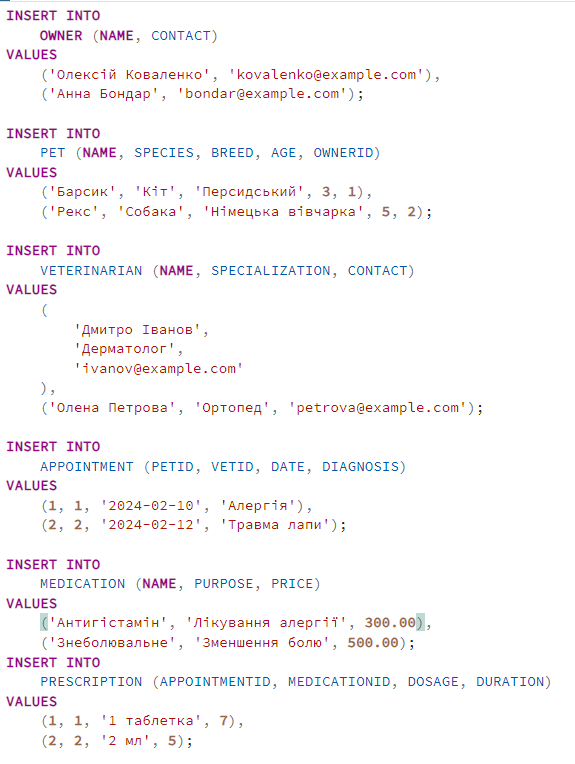 INSERT INTO
OWNER (NAME, CONTACT)
VALUES
('Олексій Коваленко', 'kovalenko@example.com'),
('Анна Бондар', 'bondar@example.com');
INSERT INTO
PET (NAME, SPECIES, BREED, AGE, OWNERID)
VALUES
('Барсик', 'Кіт', 'Персидський', 3, 1),
('Рекс', 'Собака', 'Німецька вівчарка', 5, 2);
INSERT INTO
VETERINARIAN (NAME, SPECIALIZATION, CONTACT)
VALUES
(
'Дмитро Іванов',
'Дерматолог',
'ivanov@example.com'
),
('Олена Петрова', 'Ортопед', 'petrova@example.com');
INSERT INTO
APPOINTMENT (PETID, VETID, DATE, DIAGNOSIS)
VALUES
(1, 1, '2024-02-10', 'Алергія'),
(2, 2, '2024-02-12', 'Травма лапи');
INSERT INTO
MEDICATION (NAME, PURPOSE, PRICE)
VALUES
('Антигістамін', 'Лікування алергії', 300.00),
('Знеболювальне', 'Зменшення болю', 500.00);
INSERT INTO
PRESCRIPTION (APPOINTMENTID, MEDICATIONID, DOSAGE, DURATION)
VALUES
(1, 1, '1 таблетка', 7),
(2, 2, '2 мл', 5);